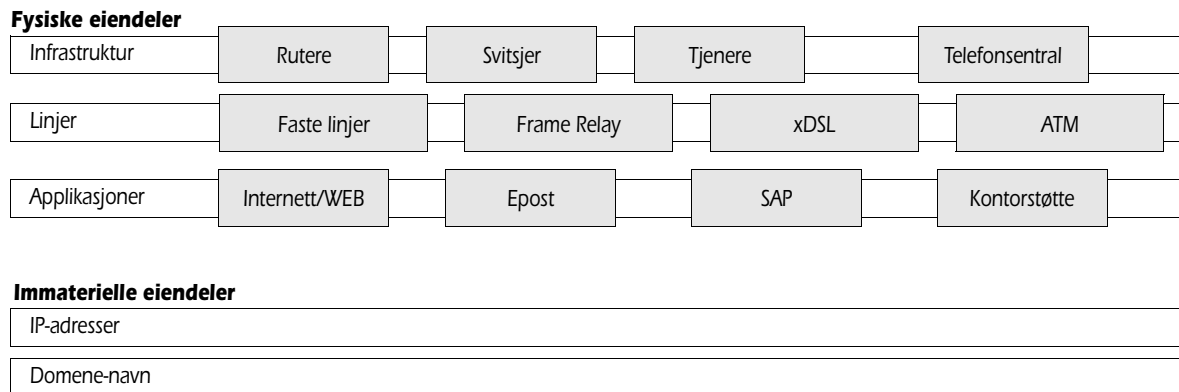 Fysiske eiendeler
Infrastruktur Rutere Svitsjer Tjenere Telefonsentral
Linjer Faste linjer Frame Relay xDSL ATM
Applikasjoner Internett/WEB Epost SAP Kontorstøtte
Immaterielle eiendeler
IP-adresser
Domene-navn